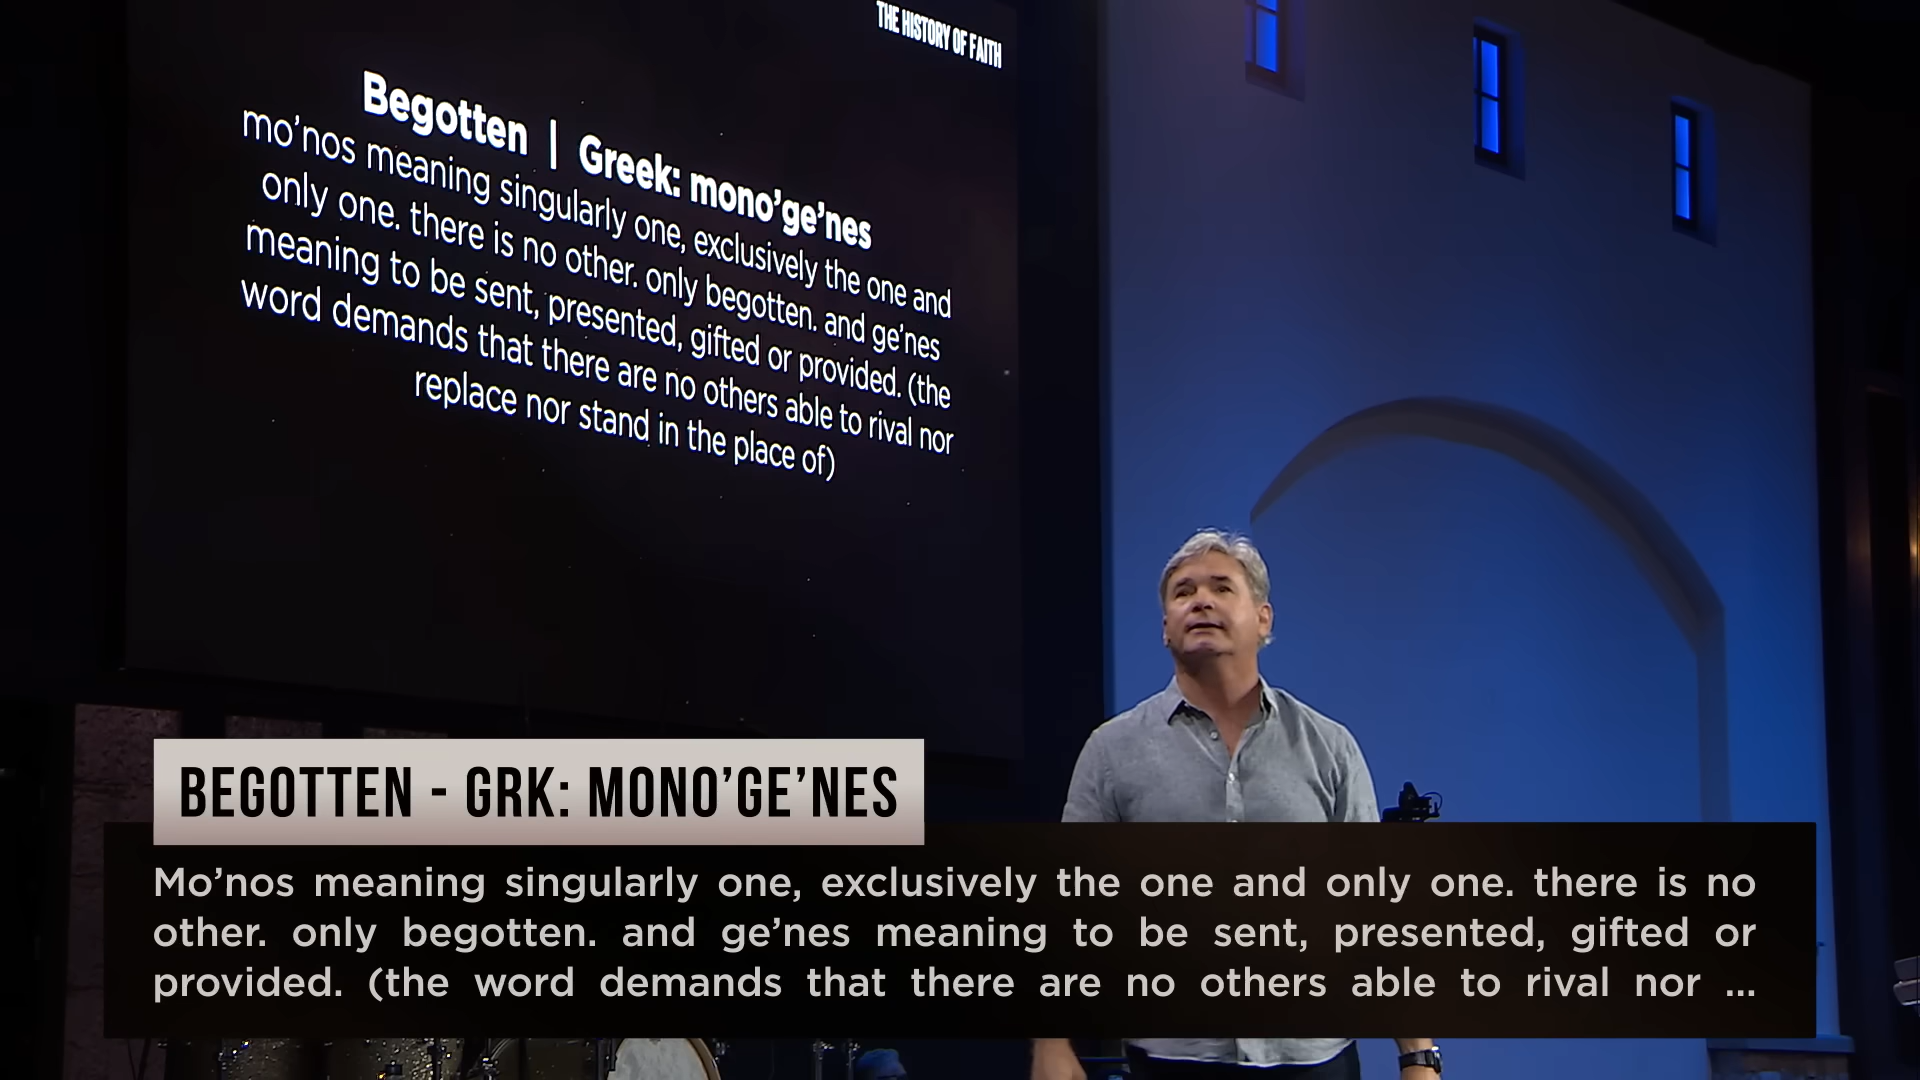 THE HISTORY OF FAITH
Begotten | Greek: mono’ge’nes
mo’nos meaning singularly one, exclusively the one and
only one. there is no other. only begotten. and ge’nes
meaning to be sent, presented, gifted or provided. (the
word demands that there are no others able to rival nor
replace nor stand in the place of)
BEGOTTEN - GRK: MONO’GE’NES
Mo’nos meaning singularly one, exclusively the one and only one. there is no
other. only begotten. and ge’nes meaning to be sent, presented, gifted or
provided. (the word demands that there are no others able to rival nor ...